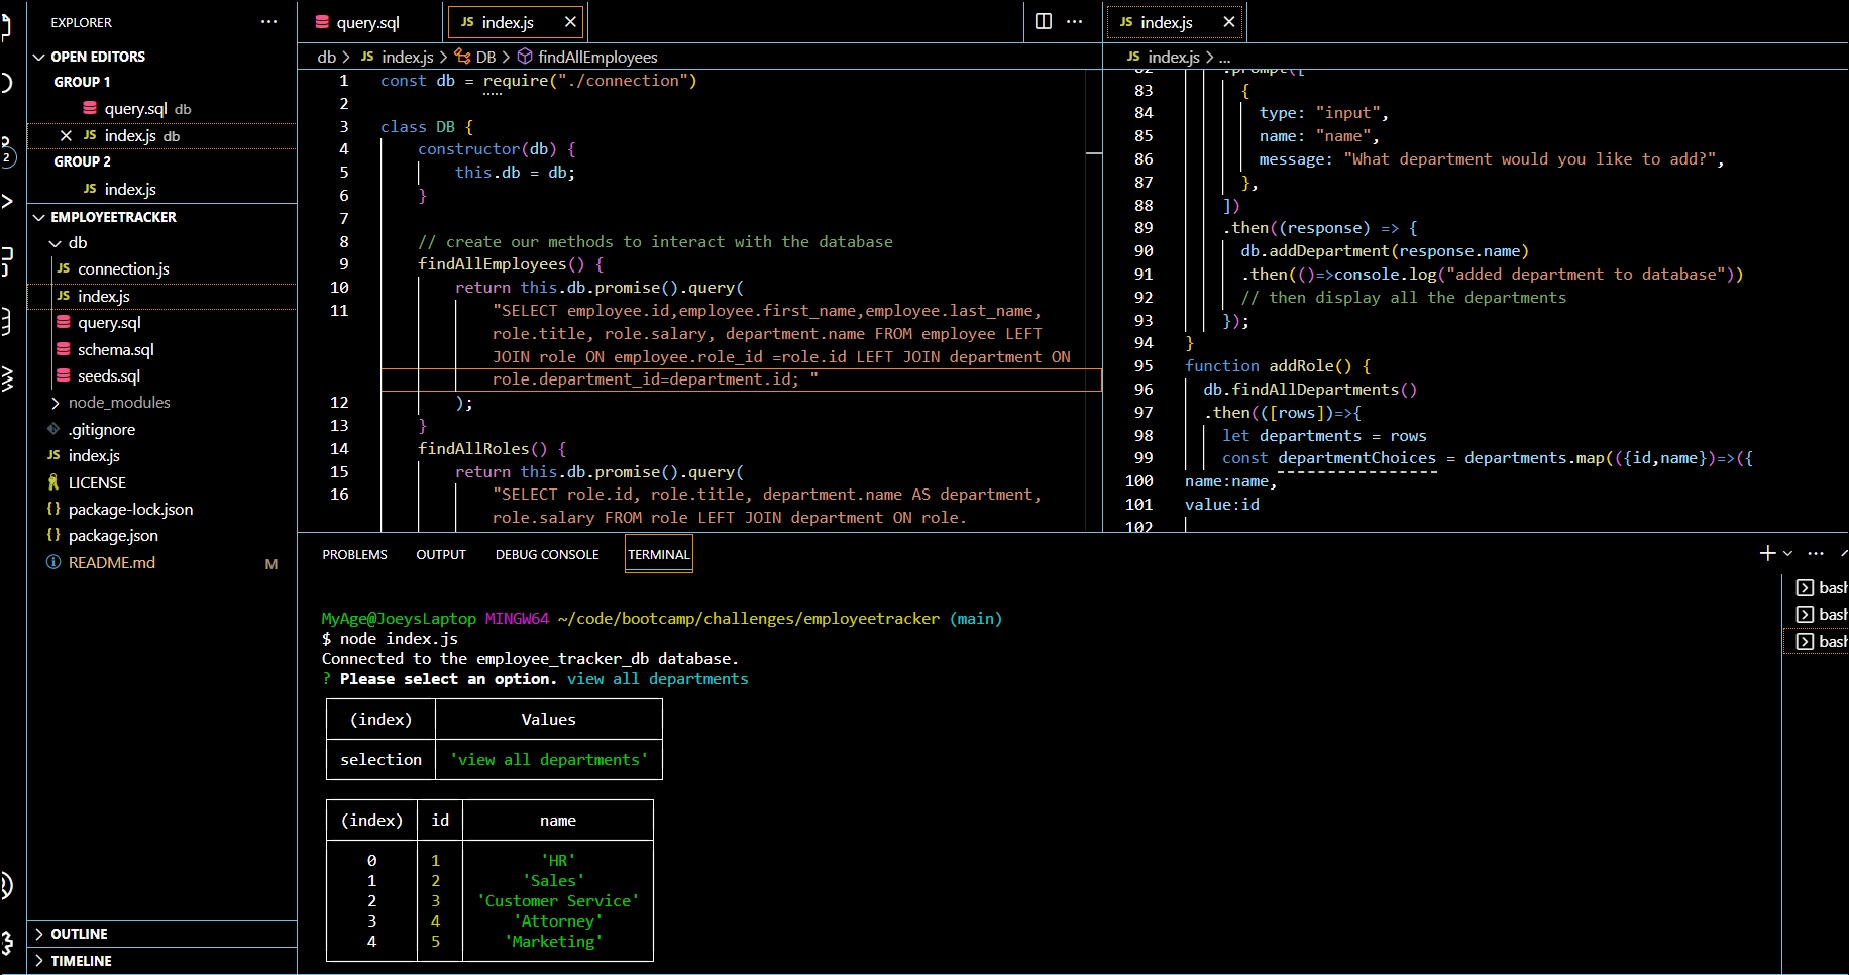 EXPLORER
···
OPEN EDITORS
GROUP 1
query.sql db
JS index.js db
GROUP 2
JS index.js
EMPLOYEETRACKER
db
JS connection.js
JS index.js
query.sql
schema.sql
seeds.sql
node_modules
.gitignore
JS index.js
LICENSE
{} package-lock.json
{} package.json
README.md M
OUTLINE
TIMELINE
2
query.sql
JS index.js
···
db > JS index.js > DB > findAllEmployees
1 const db = require("./connection")
2
3 class DB {
4 constructor(db) {
5 this.db = db;
6 }
7
8 // create our methods to interact with the database
9 findAllEmployees() {
10 return this.db.promise().query(
11 "SELECT employee.id,employee.first_name,employee.last_name,
role.title, role.salary, department.name FROM employee LEFT
JOIN role ON employee.role_id =role.id LEFT JOIN department ON
role.department_id=department.id; "
12 );
13 }
14 findAllRoles() {
15 return this.db.promise().query(
16 "SELECT role.id, role.title, department.name AS department,
role.salary FROM role LEFT JOIN department ON role.
JS index.js
JS index.js > ...
82 .prompt([
83 {
84 type: "input",
85 name: "name",
86 message: "What department would you like to add?",
87 },
88 ])
89 .then((response) => {
90 db.addDepartment(response.name)
91 .then(()=>console.log("added department to database"))
92 // then display all the departments
93 });
94 }
95 function addRole() {
96 db.findAllDepartments()
97 .then(([rows])=>{
98 let departments = rows
99 const departmentChoices = departments.map(({id,name})=>({
100 name:name,
101 value:id
102
PROBLEMS OUTPUT DEBUG CONSOLE TERMINAL
···
bash
bash
bash
MyAge@JoeysLaptop MINGW64 ~/code/bootcamp/challenges/employeetracker (main)
$ node index.js
Connected to the employee_tracker_db database.
? Please select an option. view all departments
(index) Values
selection 'view all departments'
(index) id name
0 1 'HR'
1 2 'Sales'
2 3 'Customer Service'
3 4 'Attorney'
4 5 'Marketing'